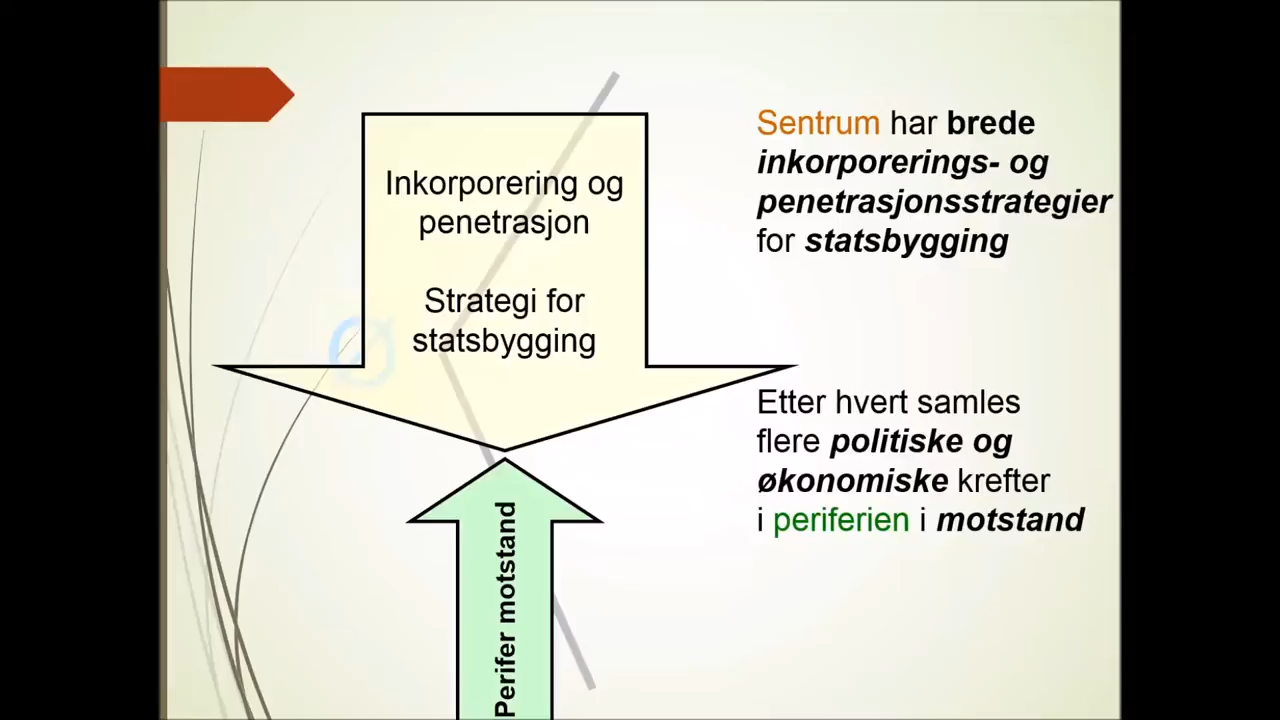 Inkorporering og
penetrasjon
Strategi for
statsbygging
Ø
Perifer motstand
Sentrum har brede
inkorporerings- og
penetrasjonsstrategier
for statsbygging
Etter hvert samles
flere politiske og
økonomiske krefter
i periferien i motstand